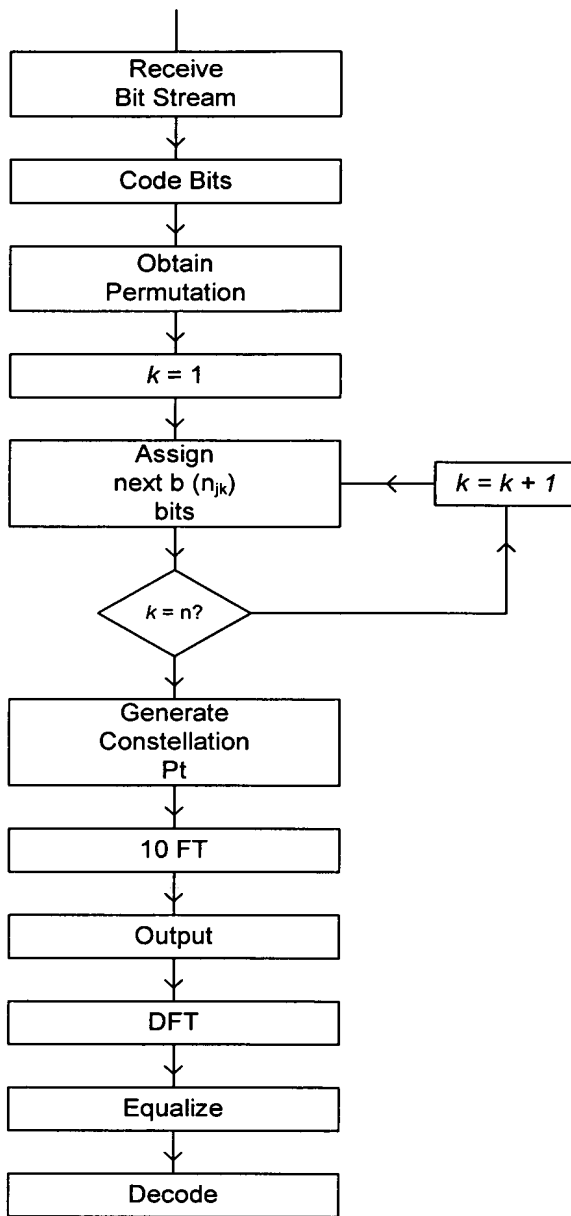 Receive
Bit Stream
Code Bits
Obtain
Permutation
k = 1
Assign
next b (njk)
bits
k = k + 1
k = n?
Generate
Constellation
Pt
10 FT
Output
DFT
Equalize
Decode